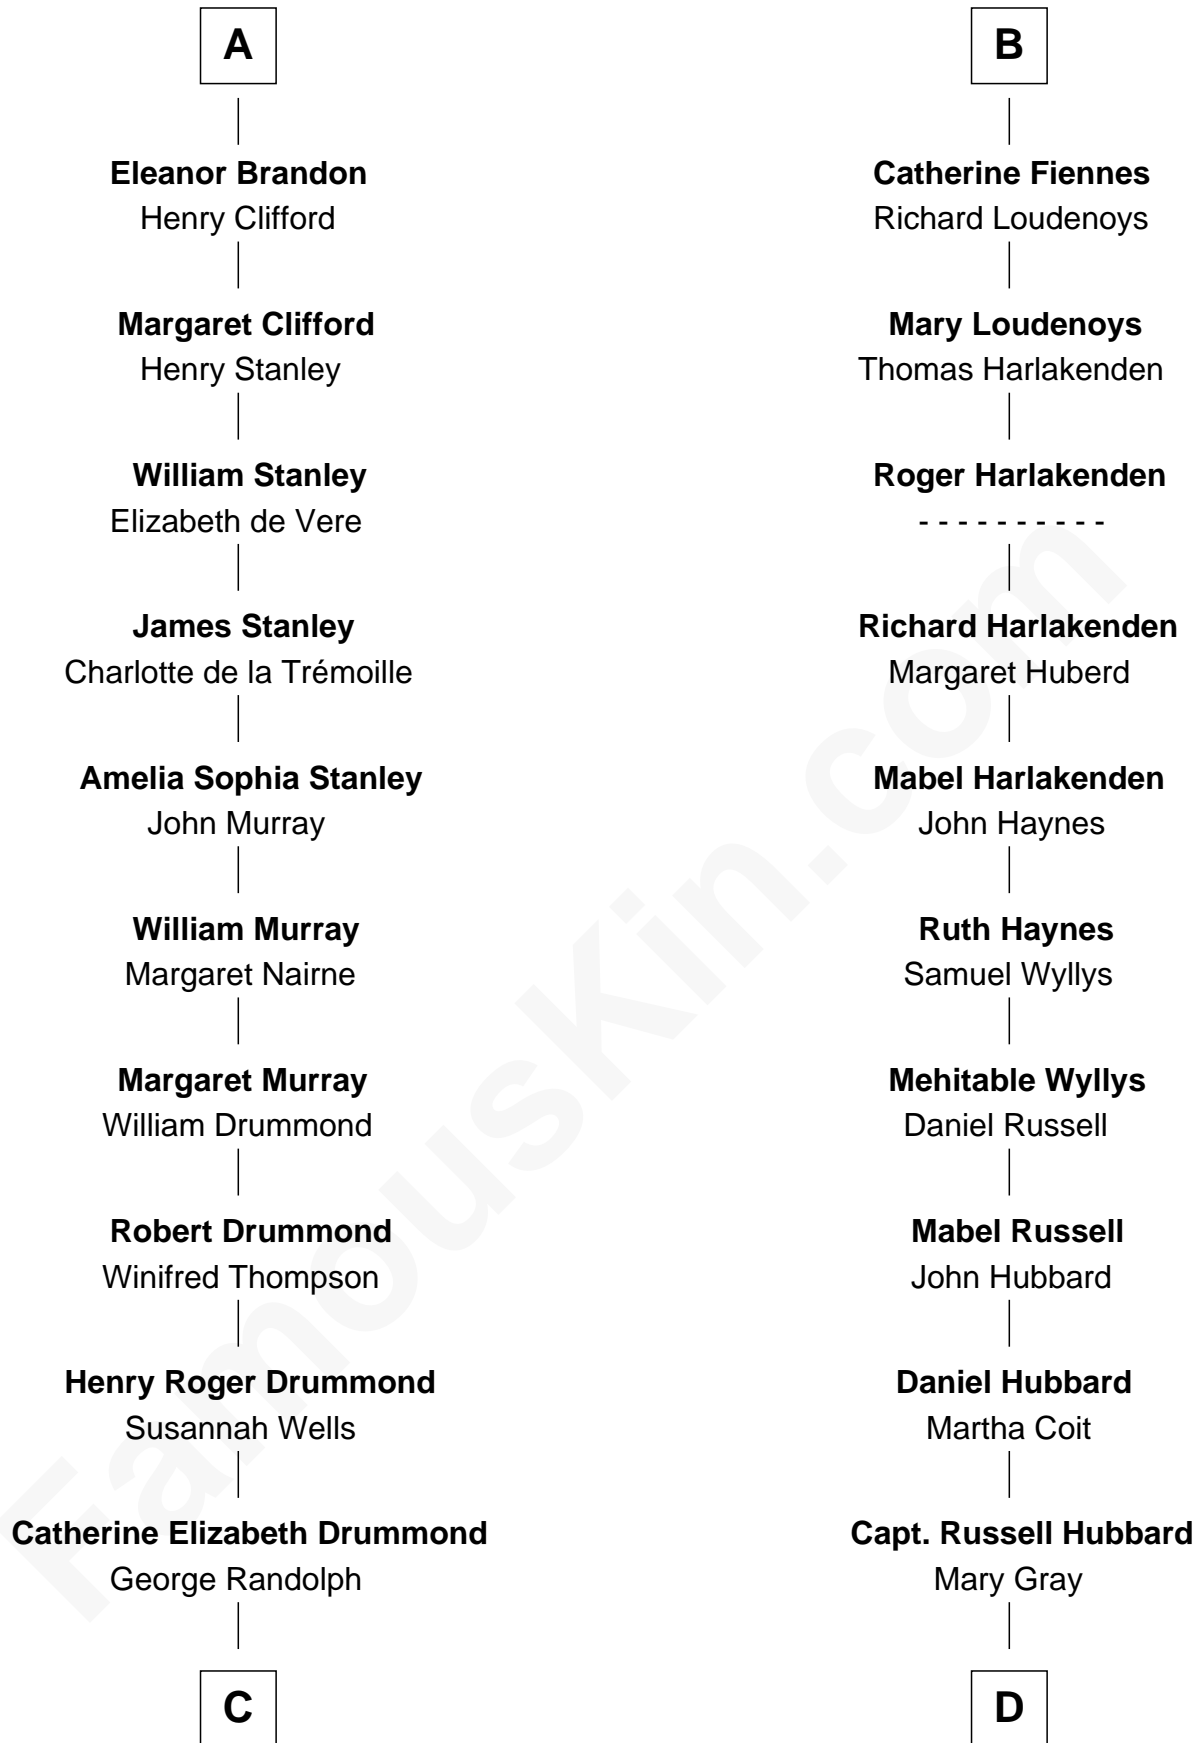 A
Eleanor Brandon
Henry Clifford
Margaret Clifford
Henry Stanley
William Stanley
Elizabeth de Vere
James Stanley
Charlotte de la Trémoille
Amelia Sophia Stanley
John Murray
William Murray
Margaret Nairne
Margaret Murray
William Drummond
Robert Drummond
Winifred Thompson
Henry Roger Drummond
Susannah Wells
Catherine Elizabeth Drummond
George Randolph
C
B
Catherine Fiennes
Richard Loudenoys
Mary Loudenoys
Thomas Harlakenden
Roger Harlakenden
- - - - - - - - - -
Richard Harlakenden
Margaret Huberd
Mabel Harlakenden
John Haynes
Ruth Haynes
Samuel Wyllys
Mehitable Wyllys
Daniel Russell
Mabel Russell
John Hubbard
Daniel Hubbard
Martha Coit
Capt. Russell Hubbard
Mary Gray
D
FamousKin.com